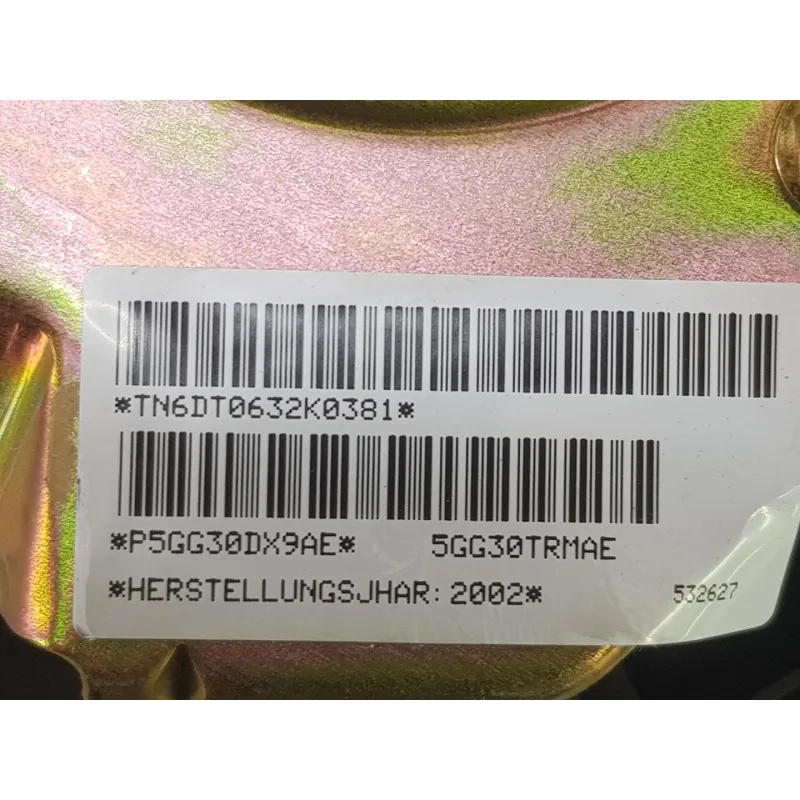 *TN6DT0632K0381*
*P5GG30DX9AE* 5GG30TRMAE
*HERSTELLUNGSJHAR: 2002* 532627